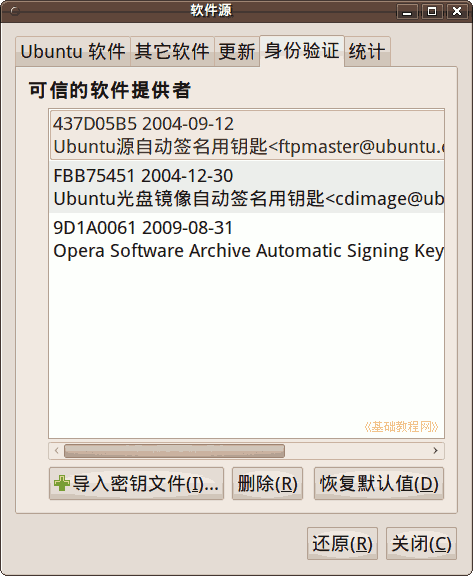 软件源
Ubuntu 软件 其它软件 更新 身份验证 统计
可信的软件提供者
437D05B5 2004-09-12
Ubuntu源自动签名用钥匙<ftpmaster@ubuntu.
FBB75451 2004-12-30
Ubuntu光盘镜像自动签名用钥匙<cdimage@ub
9D1A0061 2009-08-31
Opera Software Archive Automatic Signing Key
《基础教程网》
导入密钥文件(I)... 删除(R) 恢复默认值(D)
还原(R) 关闭(C)